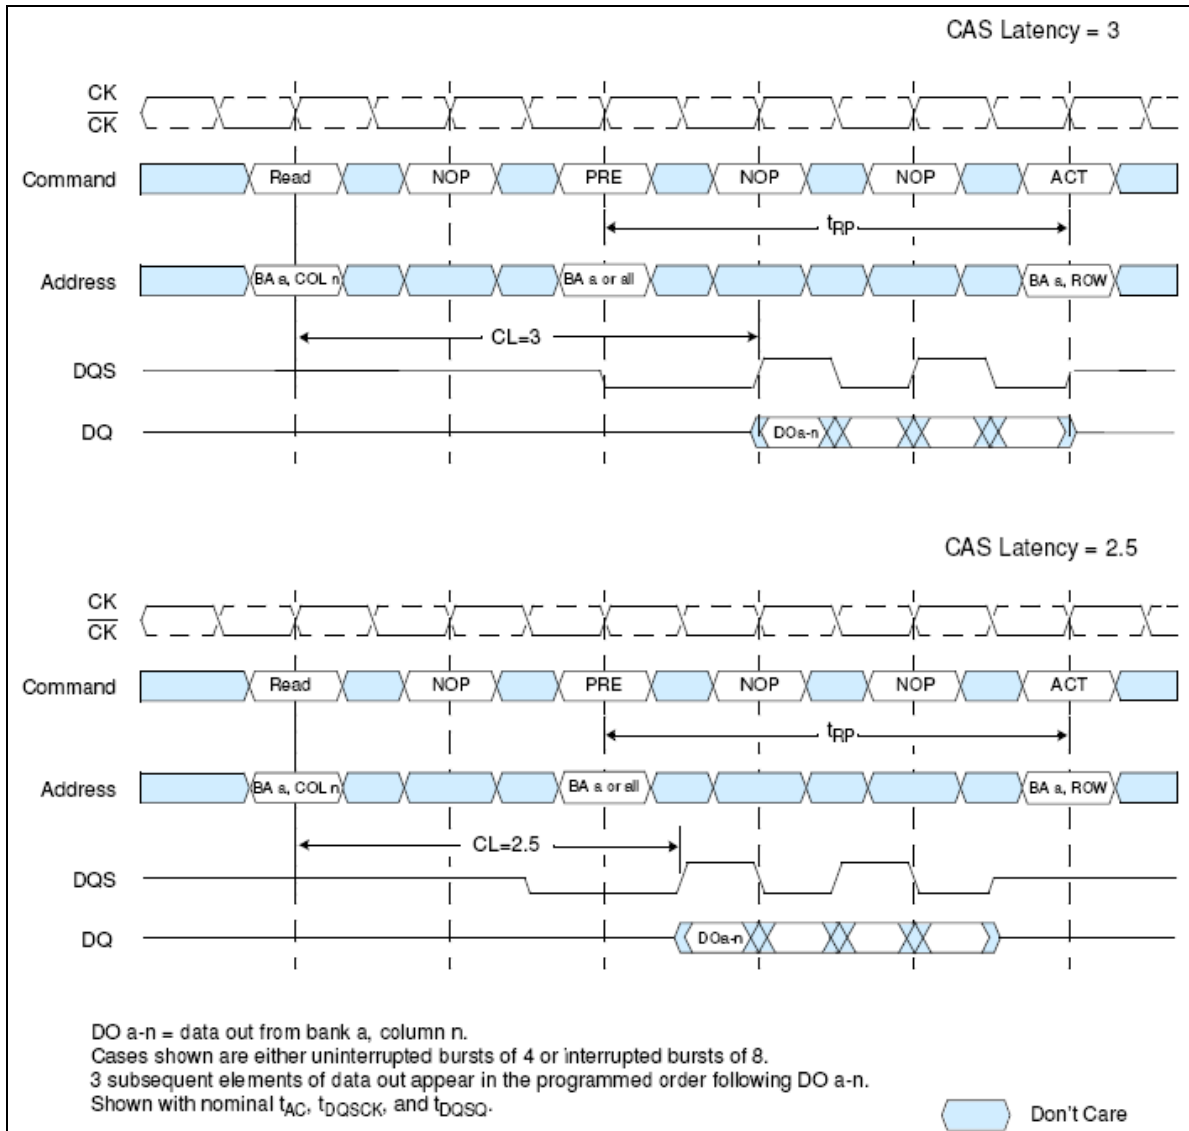 CAS Latency = 3
CK
CK
Command Read NOP PRE NOP NOP ACT
tRP
Address BA a, COL n BA a or all BA a, ROW
CL=3
DQS
DQ DOa-n
CAS Latency = 2.5
CK
CK
Command Read NOP PRE NOP NOP ACT
tRP
Address BA a, COL n BA a or all BA a, ROW
CL=2.5
DQS
DQ DOa-n
DO a-n = data out from bank a, column n.
Cases shown are either uninterrupted bursts of 4 or interrupted bursts of 8.
3 subsequent elements of data out appear in the programmed order following DO a-n.
Shown with nominal tAC, tDQSCK, and tDQSQ.
Don't Care